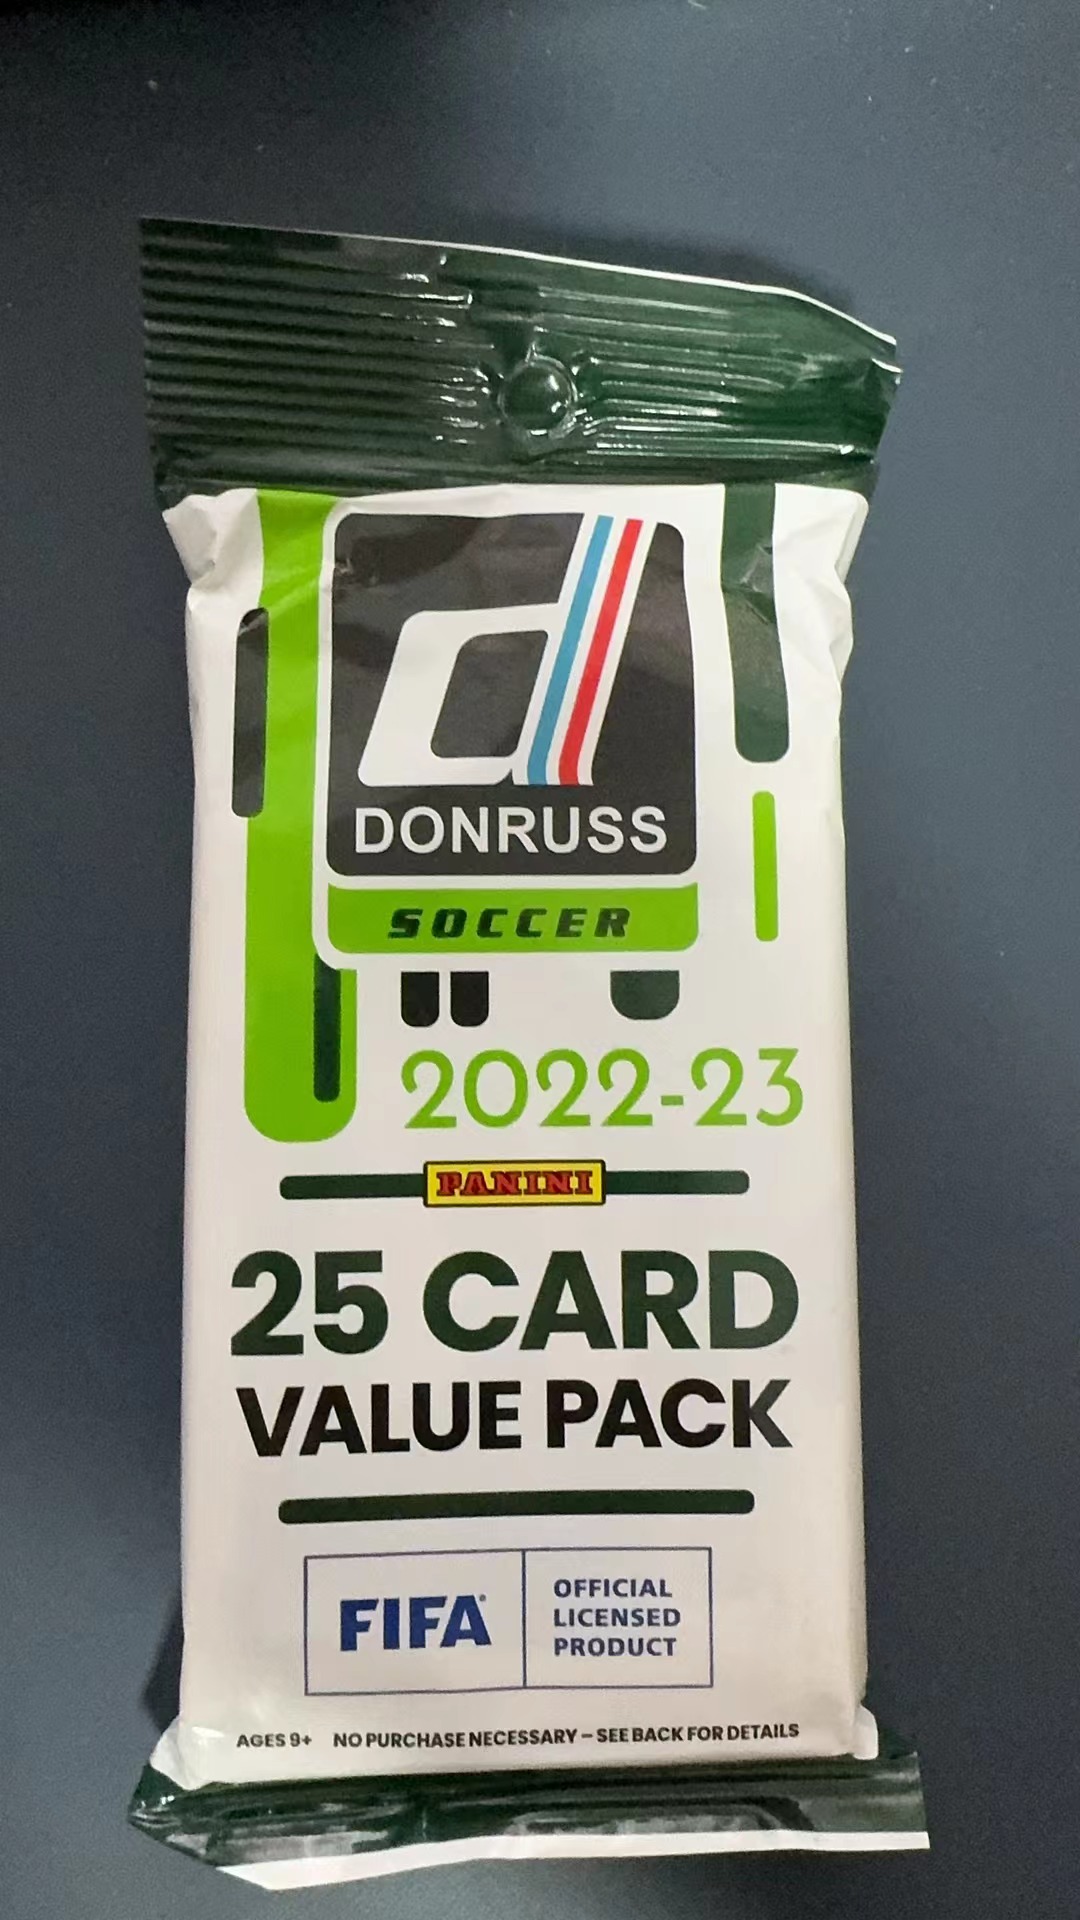 d
DONRUSS
SOCCER
2022-23
PANINI
25 CARD
VALUE PACK
FIFA®
OFFICIAL
LICENSED
PRODUCT
AGES 9+ NO PURCHASE NECESSARY – SEE BACK FOR DETAILS